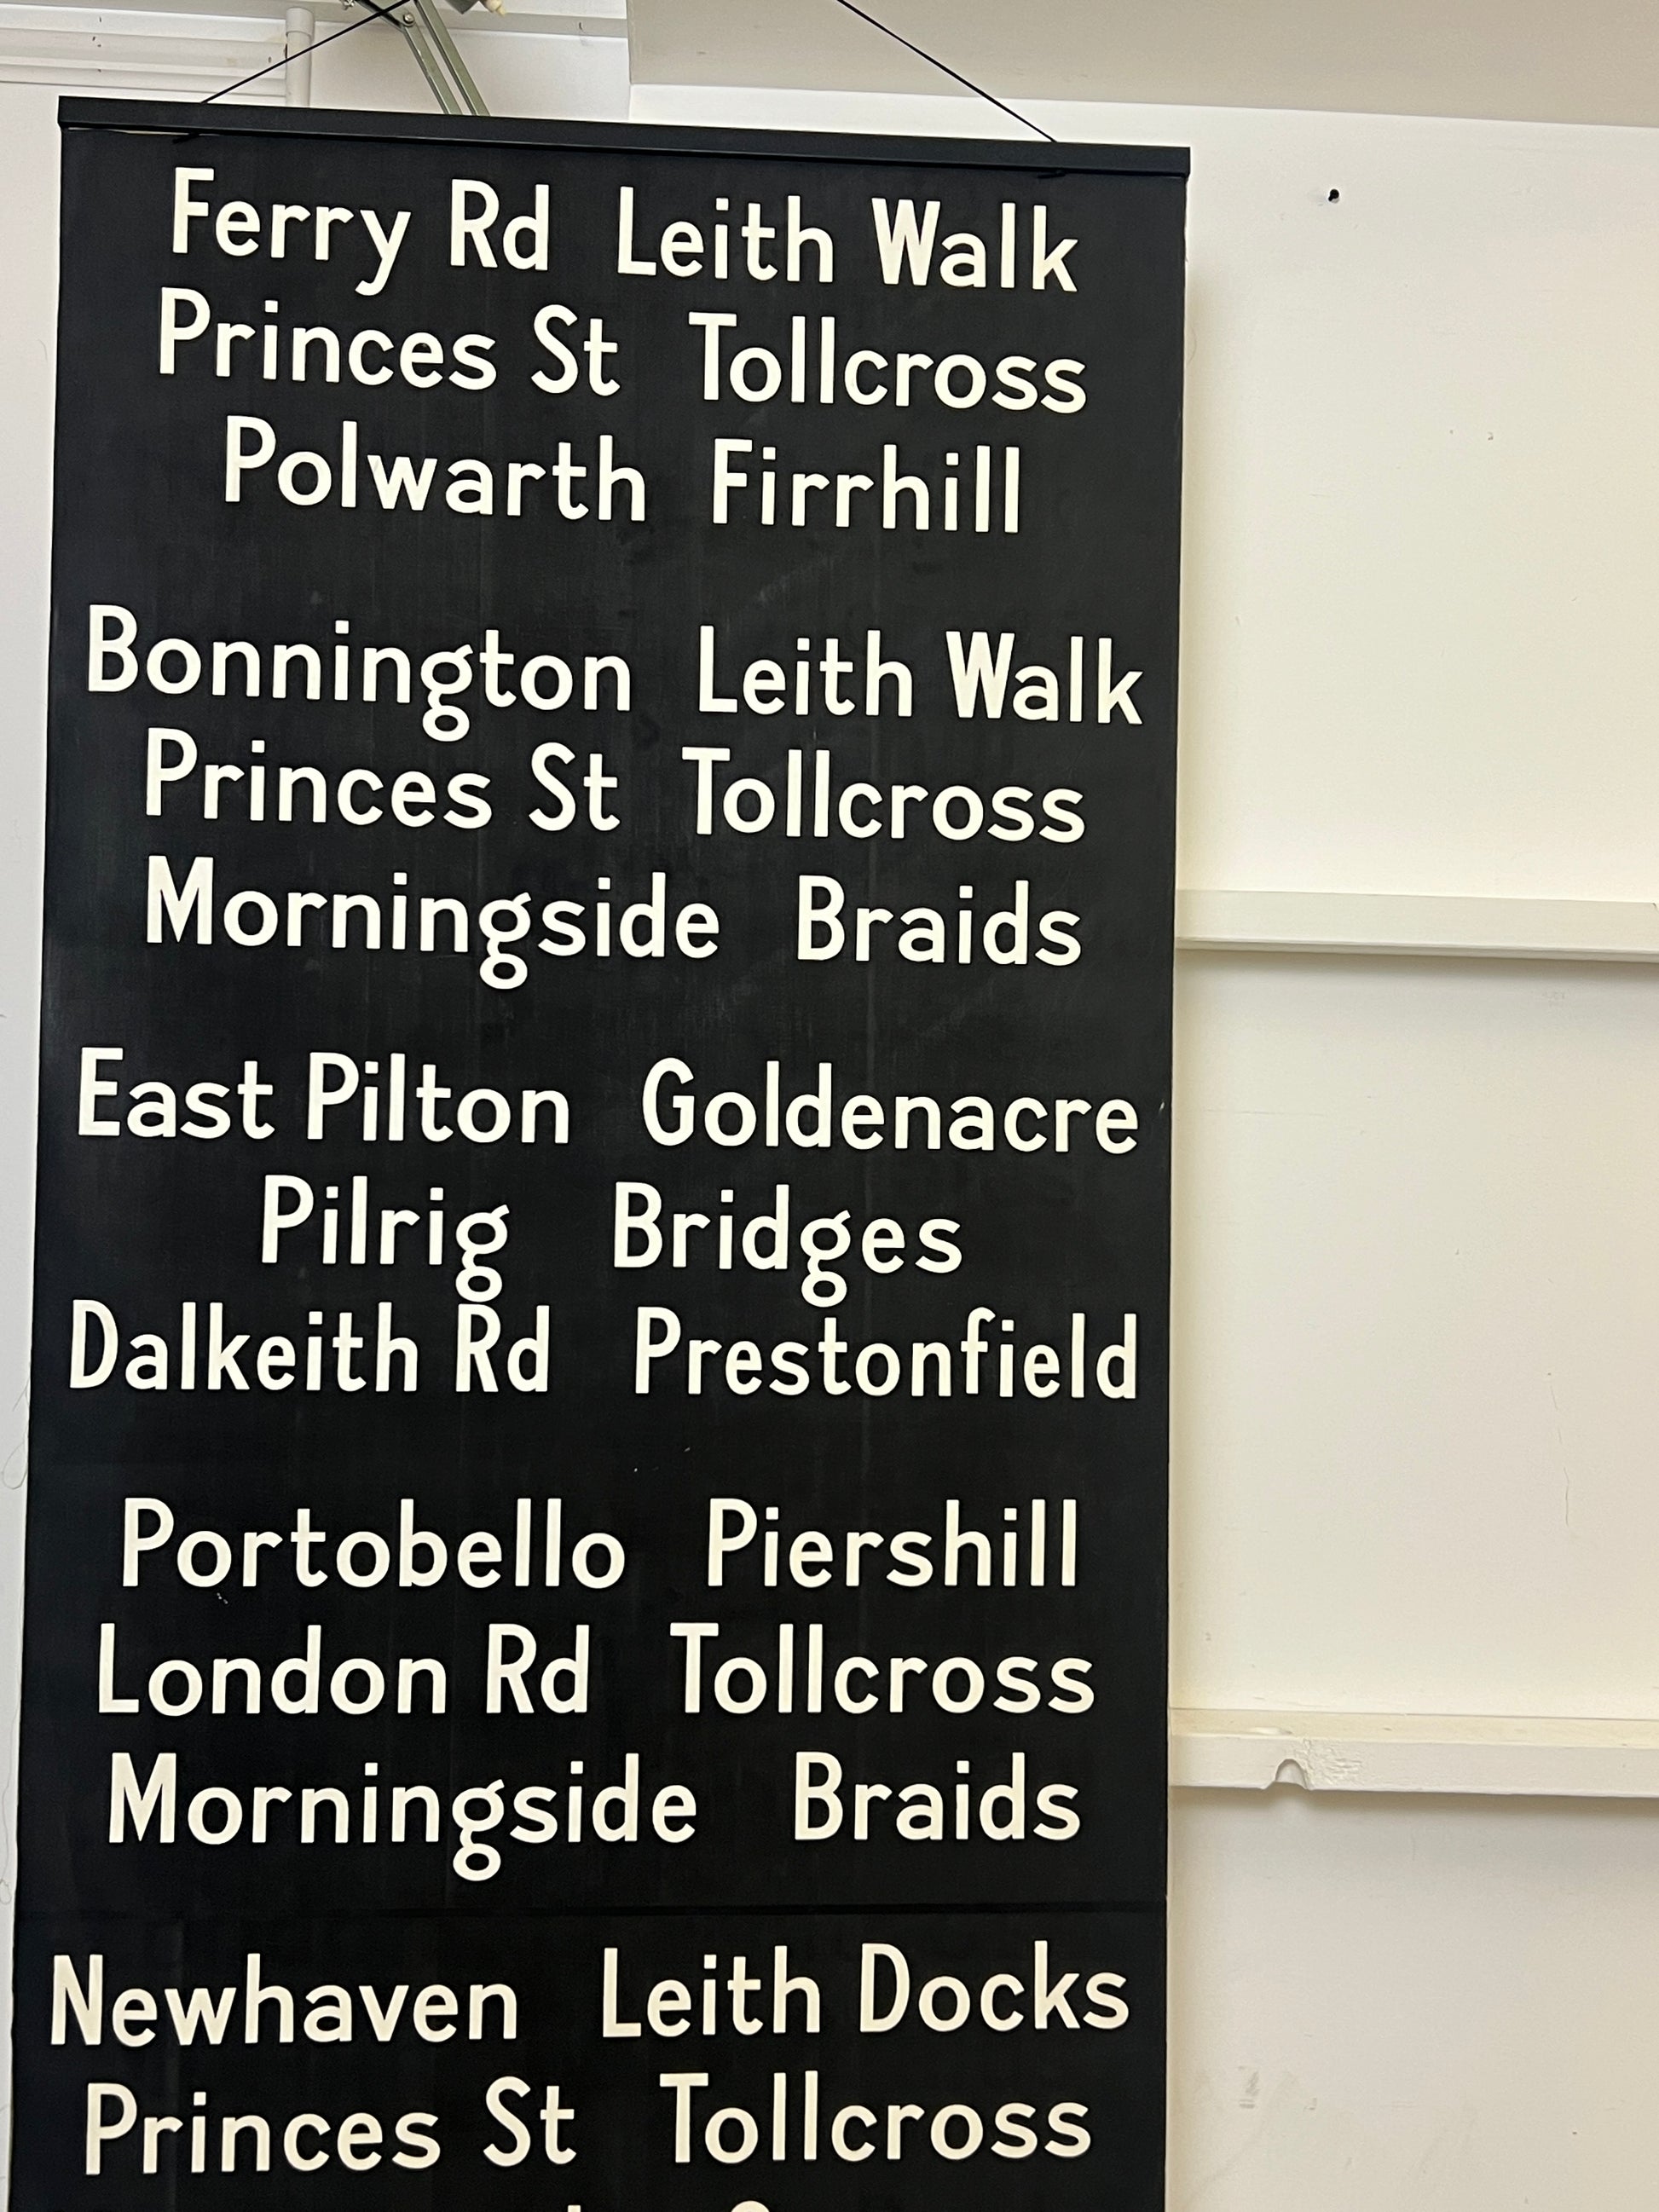 Ferry Rd Leith Walk
Princes St Tollcross
Polwarth Firrhill
Bonnington Leith Walk
Princes St Tollcross
Morningside Braids
East Pilton Goldenacre
Pilrig Bridges
Dalkeith Rd Prestonfield
Portobello Piershill
London Rd Tollcross
Morningside Braids
Newhaven Leith Docks
Princes St Tollcross